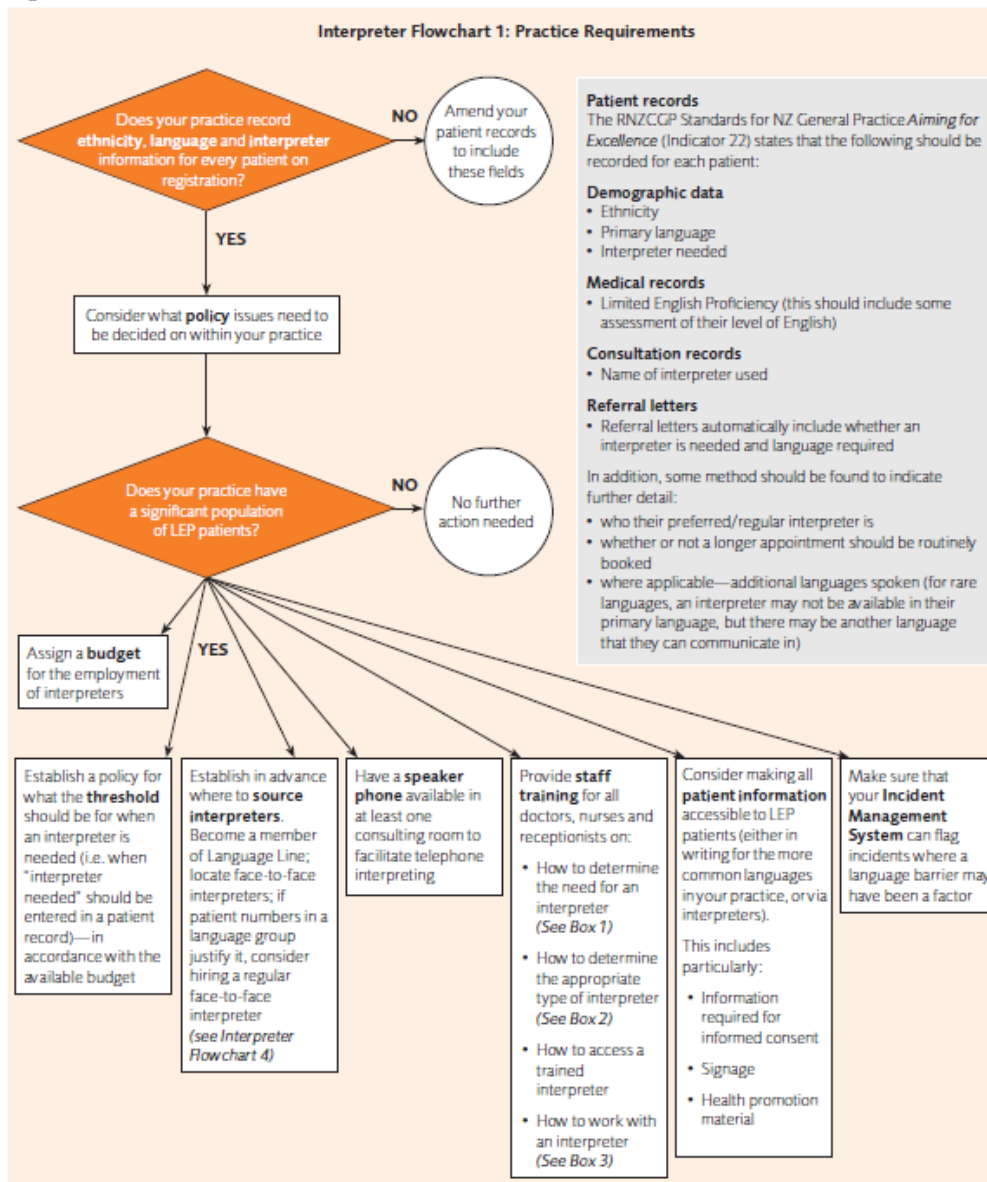 Interpreter Flowchart 1: Practice Requirements
Does your practice record
ethnicity, language and interpreter
information for every patient on
registration?
NO
Amend your
patient records
to include
these fields
YES
Consider what policy issues need to
be decided on within your practice
Does your practice have
a significant population
of LEP patients?
NO
No further
action needed
Patient records
The RNZCGP Standards for NZ General Practice Aiming for
Excellence (Indicator 22) states that the following should be
recorded for each patient:
Demographic data
• Ethnicity
• Primary language
• Interpreter needed
Medical records
• Limited English Proficiency (this should include some
assessment of their level of English)
Consultation records
• Name of interpreter used
Referral letters
• Referral letters automatically include whether an
interpreter is needed and language required
In addition, some method should be found to indicate
further detail:
• who their preferred/regular interpreter is
• whether or not a longer appointment should be routinely
booked
• where applicable—additional languages spoken (for rare
languages, an interpreter may not be available in their
primary language, but there may be another language
that they can communicate in)
YES
Assign a budget
for the employment
of interpreters
Establish a policy for
what the threshold
should be for when
an interpreter is
needed (i.e. when
"interpreter
needed" should be
entered in a patient
record)—in
accordance with the
available budget
Establish in advance
where to source
interpreters.
Become a member
of Language Line;
locate face-to-face
interpreters; if
patient numbers in a
language group
justify it, consider
hiring a regular
face-to-face
interpreter
(see Interpreter
Flowchart 4)
Have a speaker
phone available in
at least one
consulting room to
facilitate telephone
interpreting
Provide staff
training for all
doctors, nurses and
receptionists on:
• How to determine
the need for an
interpreter
(See Box 1)
• How to determine
the appropriate
type of interpreter
(See Box 2)
• How to access a
trained
interpreter
• How to work with
an interpreter
(See Box 3)
Consider making all
patient information
accessible to LEP
patients (either in
writing for the more
common languages
in your practice, or via
interpreters).
This includes
particularly:
• Information
required for
informed consent
• Signage
• Health promotion
material
Make sure that
your Incident
Management
System can flag
incidents where a
language barrier may
have been a factor